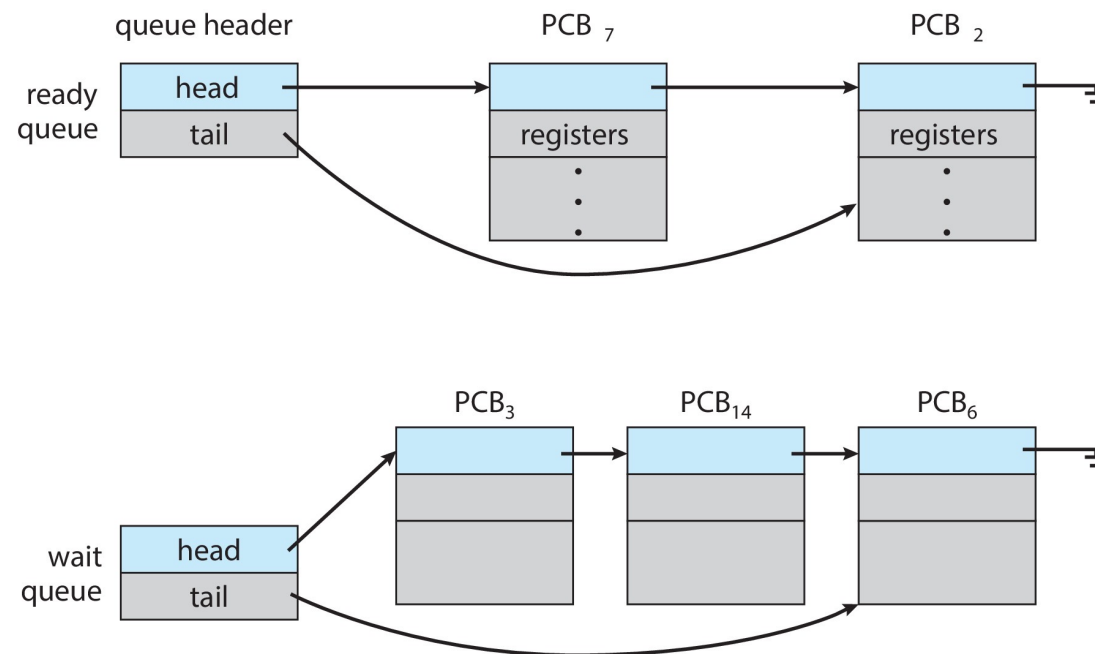 queue header
PCB 7
PCB 2
ready
queue
head
tail
registers
registers
PCB3
PCB14
PCB6
wait
queue
head
tail